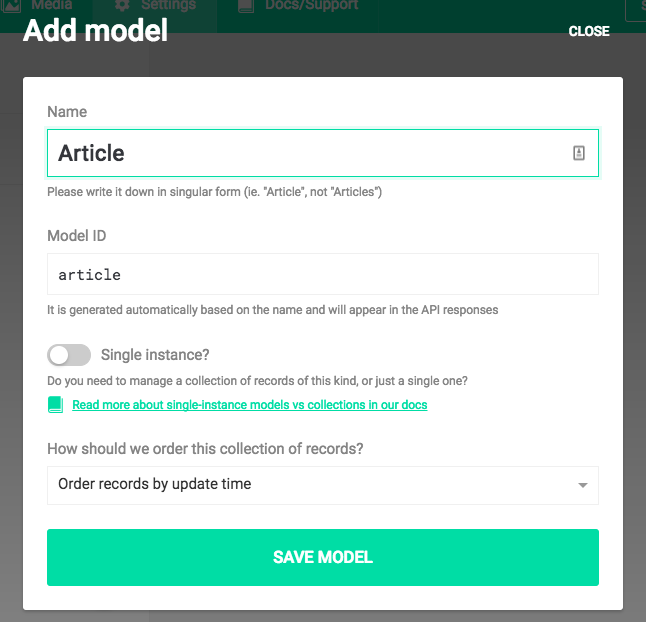 Media Settings Docs/Support
Add model
CLOSE
Name
Article
Please write it down in singular form (ie. "Article", not "Articles")
Model ID
article
It is generated automatically based on the name and will appear in the API responses
Single instance?
Do you need to manage a collection of records of this kind, or just a single one?
Read more about single-instance models vs collections in our docs
How should we order this collection of records?
Order records by update time
SAVE MODEL